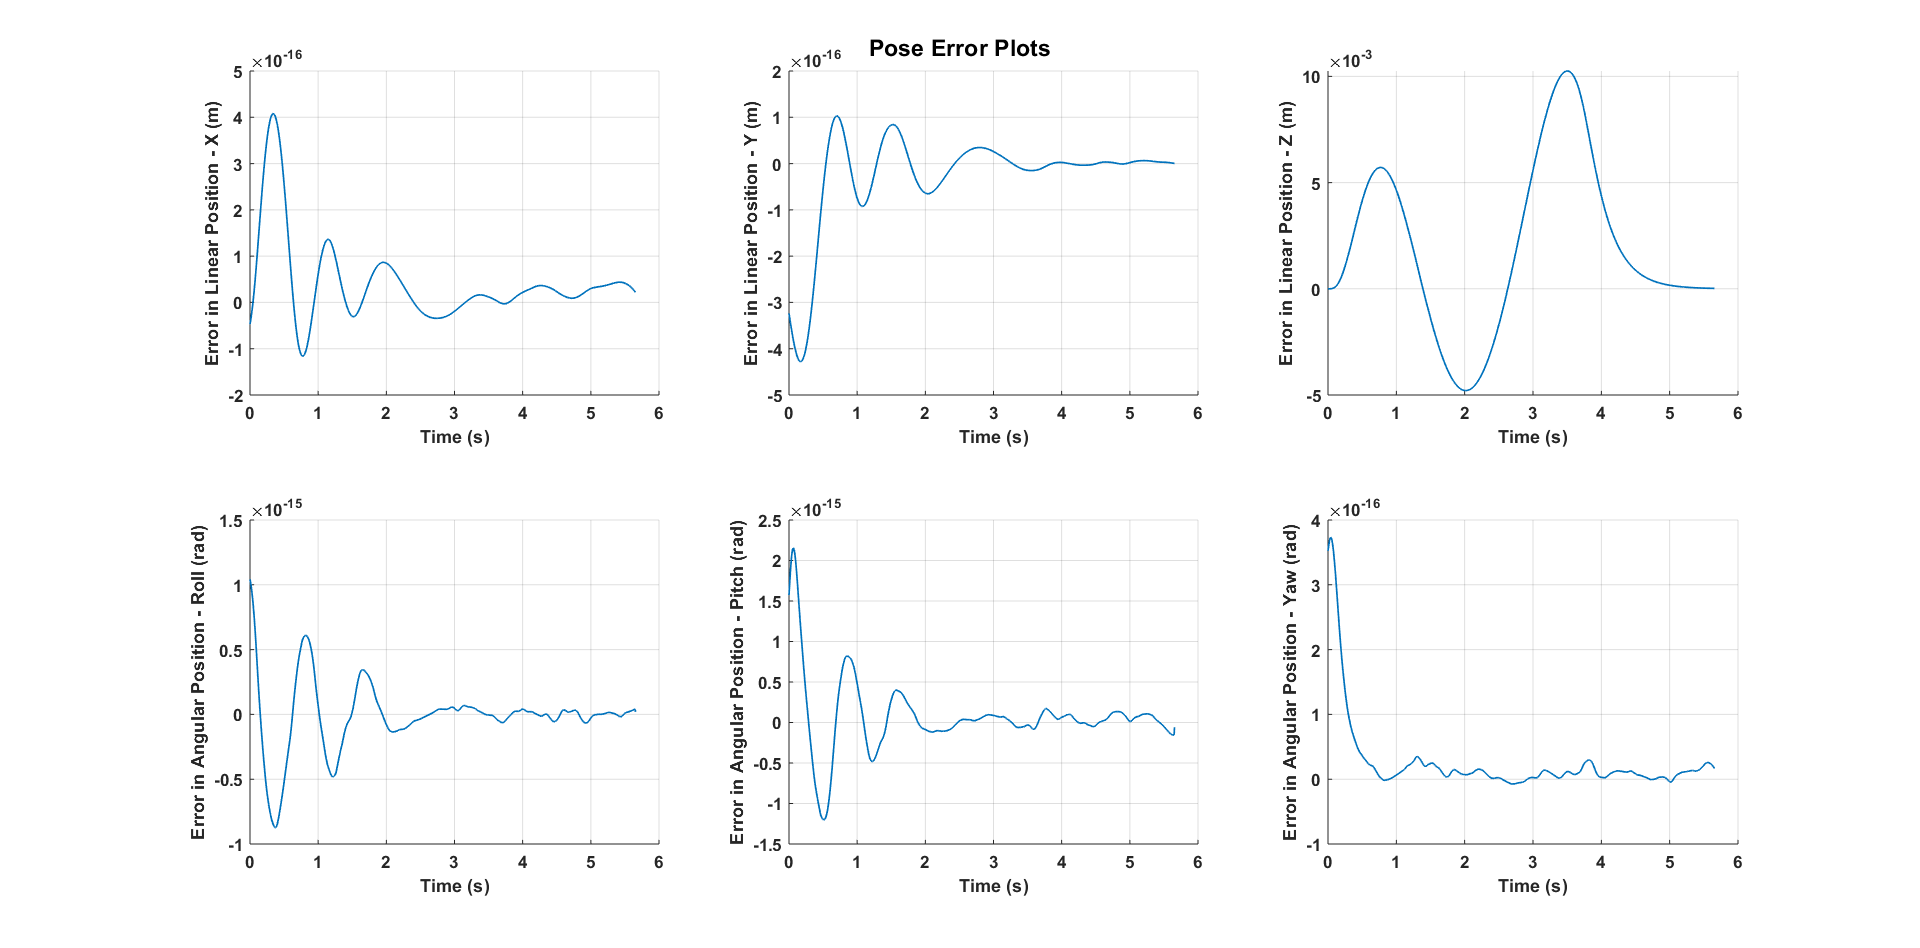 Pose Error Plots
×10-16
5
4
3
2
1
0
-1
-2
0 1 2 3 4 5 6
Time (s)
Error in Linear Position - X (m)
×10-16
2
1
0
-1
-2
-3
-4
-5
0 1 2 3 4 5 6
Time (s)
Error in Linear Position - Y (m)
×10-3
10
5
0
-5
0 1 2 3 4 5 6
Time (s)
Error in Linear Position - Z (m)
×10-15
1.5
1
0.5
0
-0.5
-1
0 1 2 3 4 5 6
Time (s)
Error in Angular Position - Roll (rad)
×10-15
2.5
2
1.5
1
0.5
0
-0.5
-1
-1.5
0 1 2 3 4 5 6
Time (s)
Error in Angular Position - Pitch (rad)
×10-16
4
3
2
1
0
-1
0 1 2 3 4 5 6
Time (s)
Error in Angular Position - Yaw (rad)